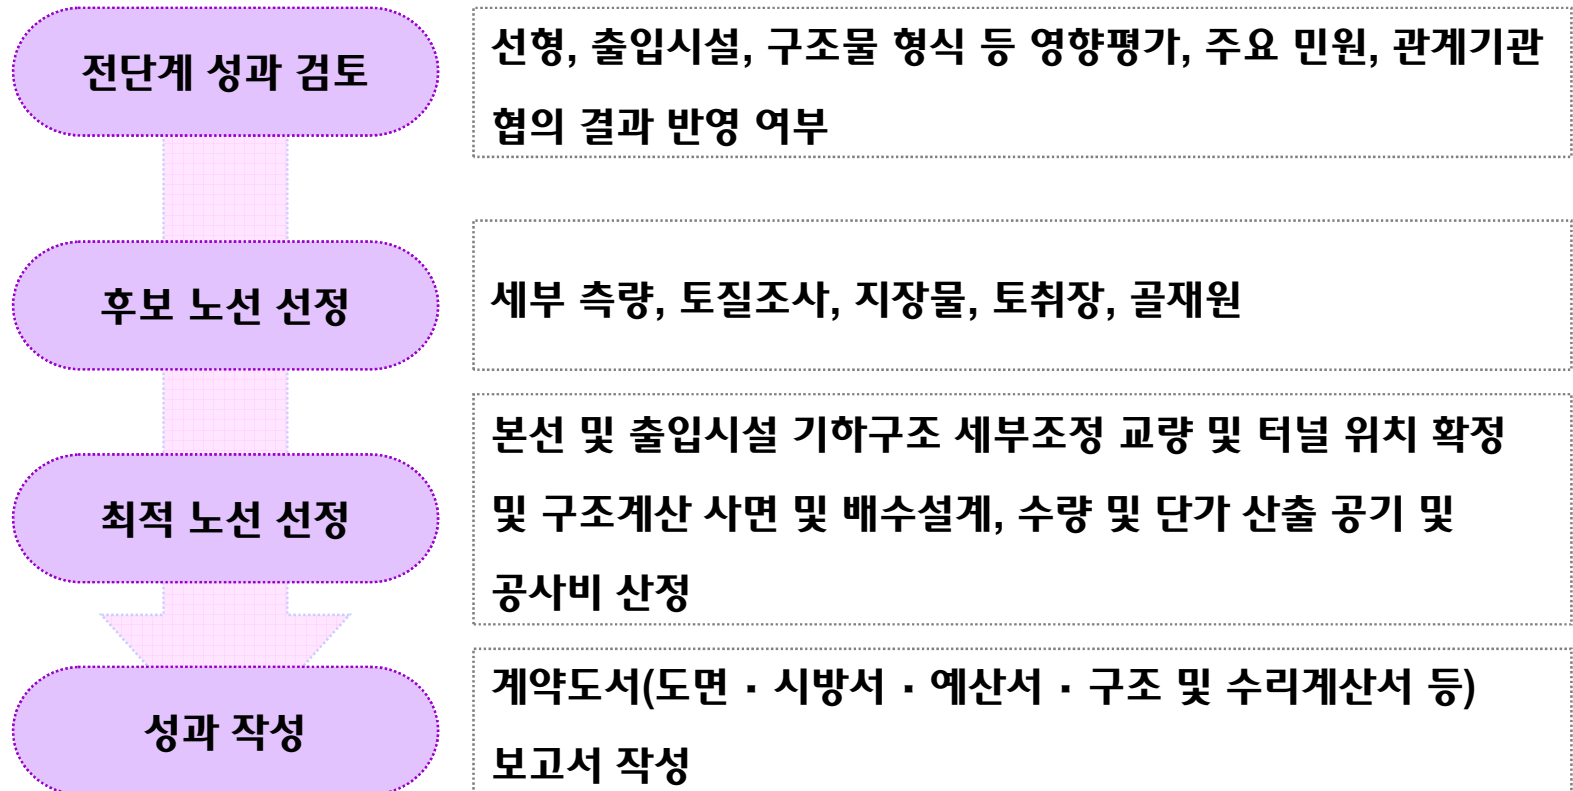 전단계 성과 검토
선형, 출입시설, 구조물 형식 등 영향평가, 주요 민원, 관계기관
협의 결과 반영 여부
후보 노선 선정
세부 측량, 토질조사, 지장물, 토취장, 골재원
최적 노선 선정
본선 및 출입시설 기하구조 세부조정 교량 및 터널 위치 확정
및 구조계산 사면 및 배수설계, 수량 및 단가 산출 공기 및
공사비 산정
성과 작성
계약도서(도면 · 시방서 · 예산서 · 구조 및 수리계산서 등)
보고서 작성